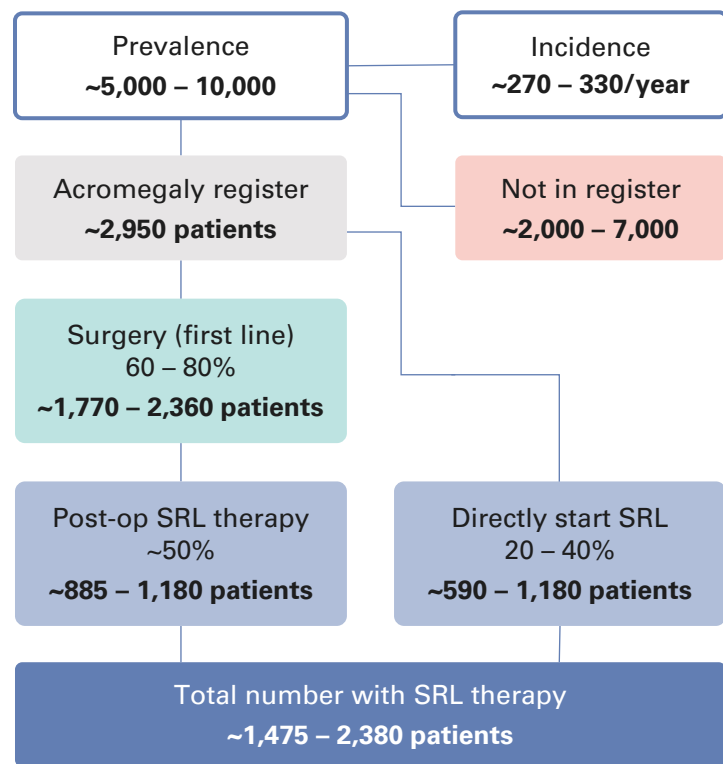 Prevalence
~5,000 – 10,000
Incidence
~270 – 330/year
Acromegaly register
~2,950 patients
Not in register
~2,000 – 7,000
Surgery (first line)
60 – 80%
~1,770 – 2,360 patients
Post-op SRL therapy
~50%
~885 – 1,180 patients
Directly start SRL
20 – 40%
~590 – 1,180 patients
Total number with SRL therapy
~1,475 – 2,380 patients